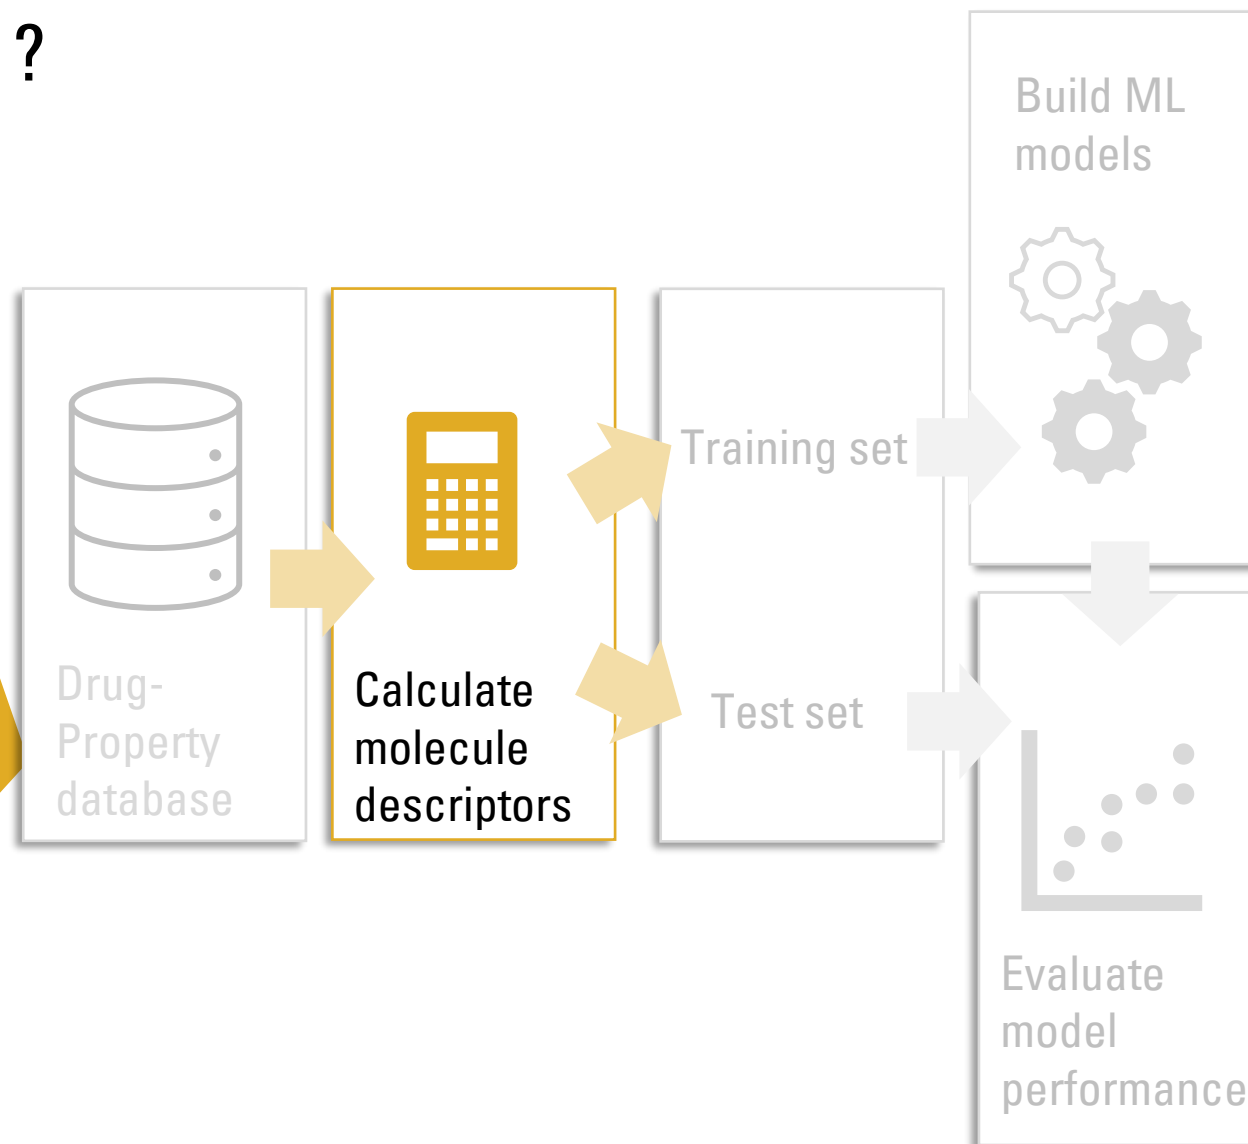 ?
Build ML
models
Training set
Drug-
Property
database
Calculate
molecule
descriptors
Test set
Evaluate
model
performance